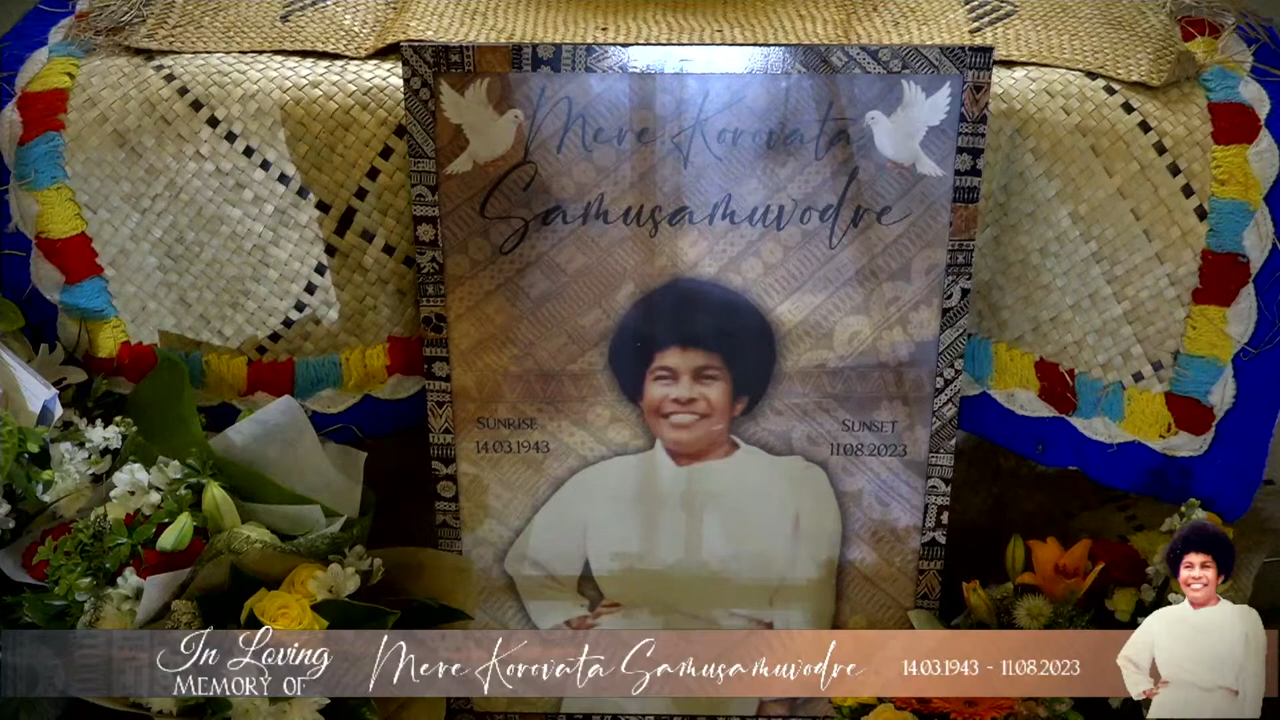 Mere Korovata
Samusamuvodre
Sunrise
14.03.1943
Sunset
11.08.2023
In Loving
Memory of
Mere Korovata Samusamuvodre
14.03.1943 - 11.08.2023